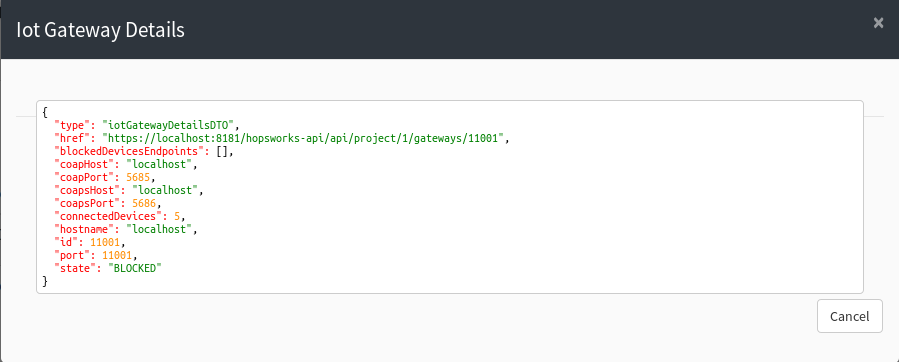 Iot Gateway Details
×
{
  "type": "iotGatewayDetailsDTO",
  "href": "https://localhost:8181/hopsworks-api/api/project/1/gateways/11001",
  "blockedDevicesEndpoints": [],
  "coapHost": "localhost",
  "coapPort": 5685,
  "coapsHost": "localhost",
  "coapsPort": 5686,
  "connectedDevices": 5,
  "hostname": "localhost",
  "id": 11001,
  "port": 11001,
  "state": "BLOCKED"
}
Cancel